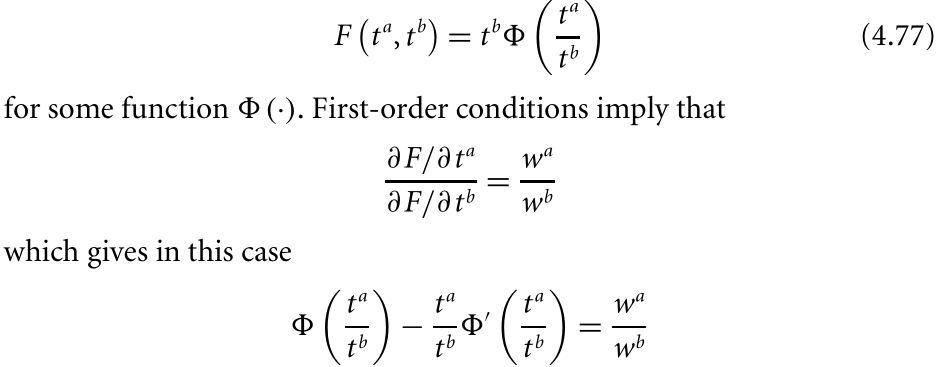 F (t^a, t^b) = t^b Φ (t^a / t^b) (4.77)
for some function Φ (·). First-order conditions imply that
∂F/∂t^a / ∂F/∂t^b = w^a / w^b
which gives in this case
Φ (t^a / t^b) − t^a / t^b Φ′ (t^a / t^b) = w^a / w^b